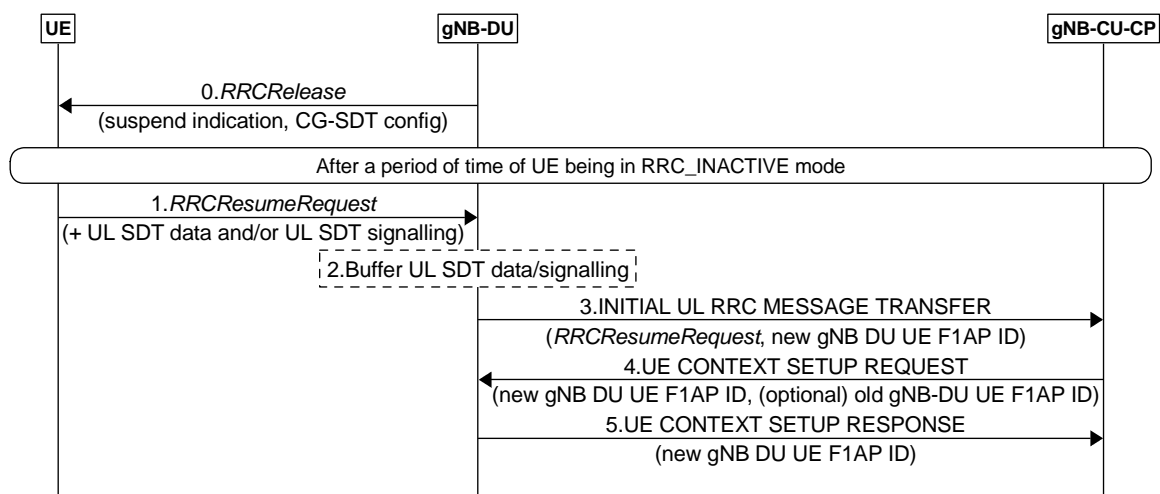 UE gNB-DU gNB-CU-CP
0.RRCRelease
(suspend indication, CG-SDT config)
After a period of time of UE being in RRC_INACTIVE mode
1.RRCResumeRequest
(+ UL SDT data and/or UL SDT signalling)
2.Buffer UL SDT data/signalling
3.INITIAL UL RRC MESSAGE TRANSFER
(RRCResumeRequest, new gNB DU UE F1AP ID)
4.UE CONTEXT SETUP REQUEST
(new gNB DU UE F1AP ID, (optional) old gNB-DU UE F1AP ID)
5.UE CONTEXT SETUP RESPONSE
(new gNB DU UE F1AP ID)